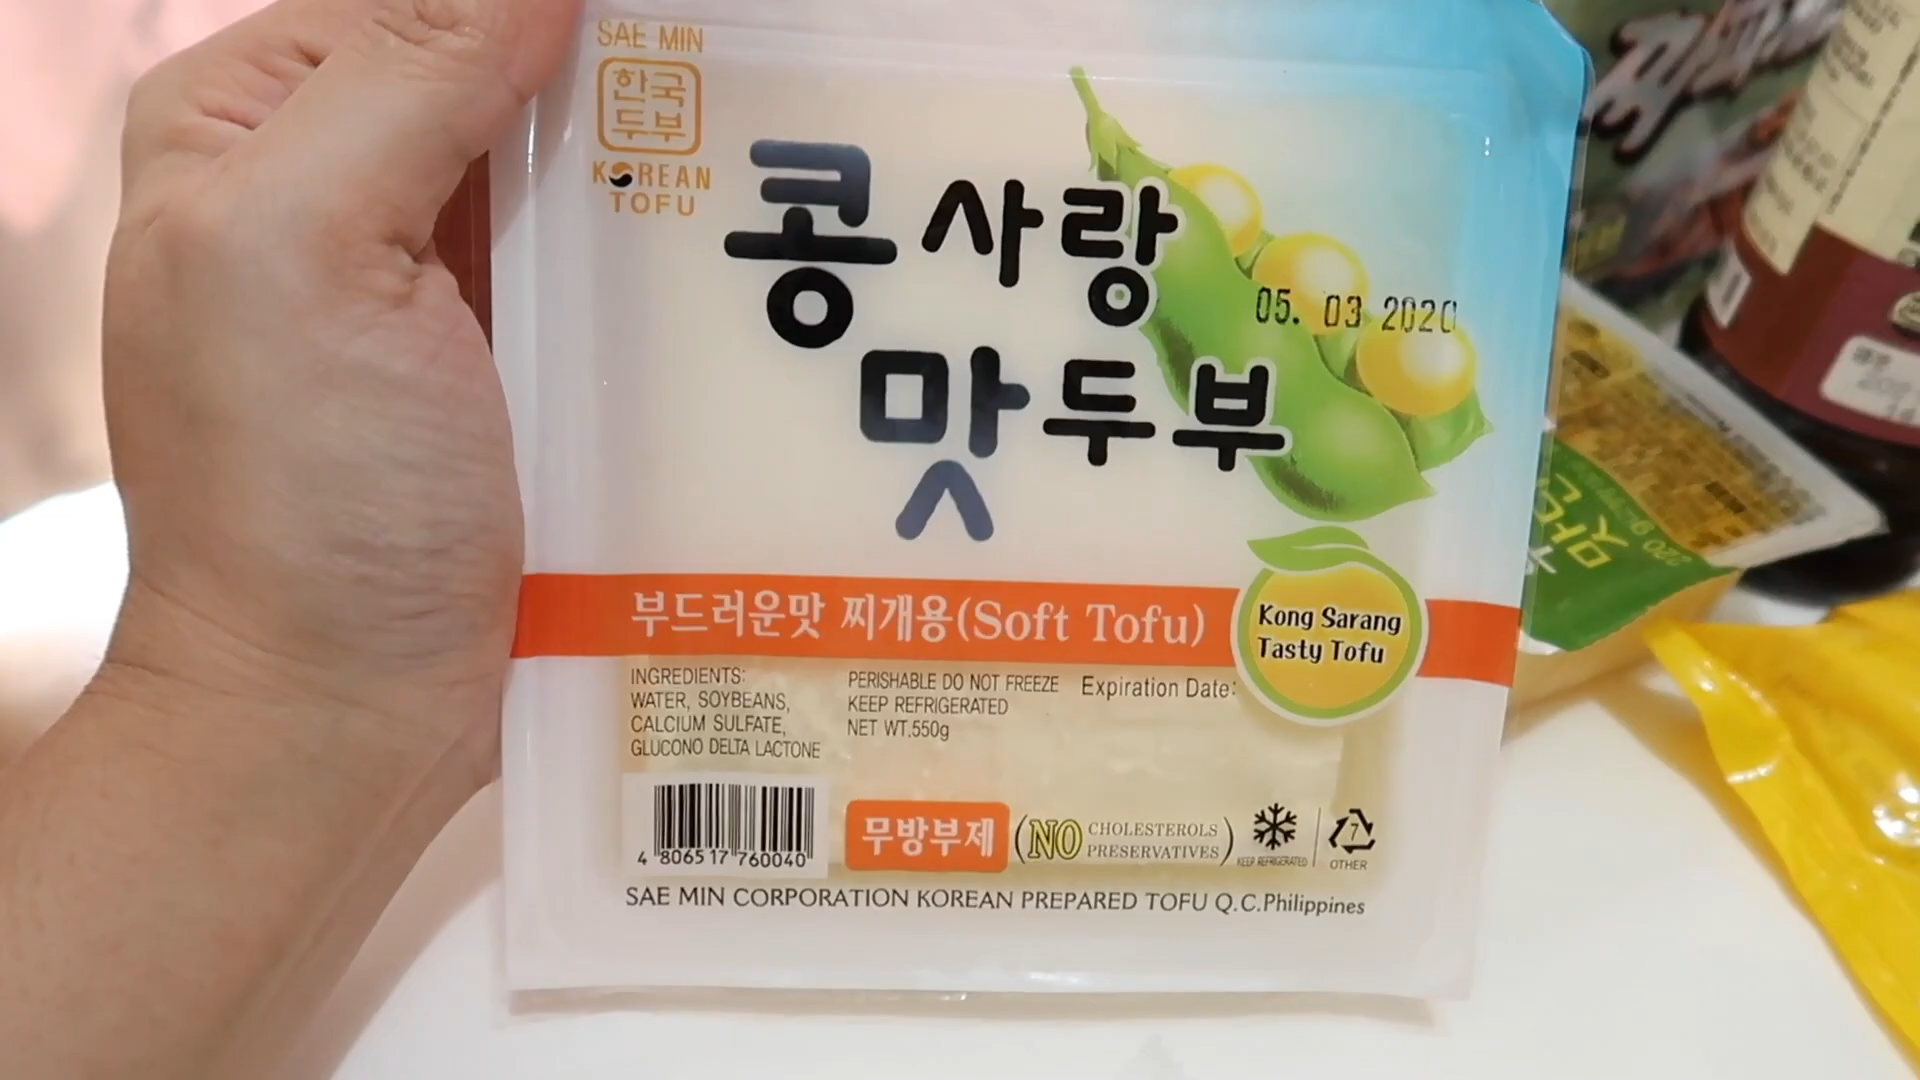 SAE MIN
한국
두부
KOREAN
TOFU
콩사랑
맛두부
05. 03 2020
부드러운맛 찌개용(Soft Tofu)
Kong Sarang
Tasty Tofu
INGREDIENTS:
WATER, SOYBEANS,
CALCIUM SULFATE,
GLUCONO DELTA LACTONE
PERISHABLE DO NOT FREEZE
KEEP REFRIGERATED
NET WT.550g
Expiration Date:
4 806517 760040
무방부제
(NO CHOLESTEROLS
PRESERVATIVES)
KEEP REFRIGERATED
7
OTHER
SAE MIN CORPORATION KOREAN PREPARED TOFU Q.C.Philippines
220 g